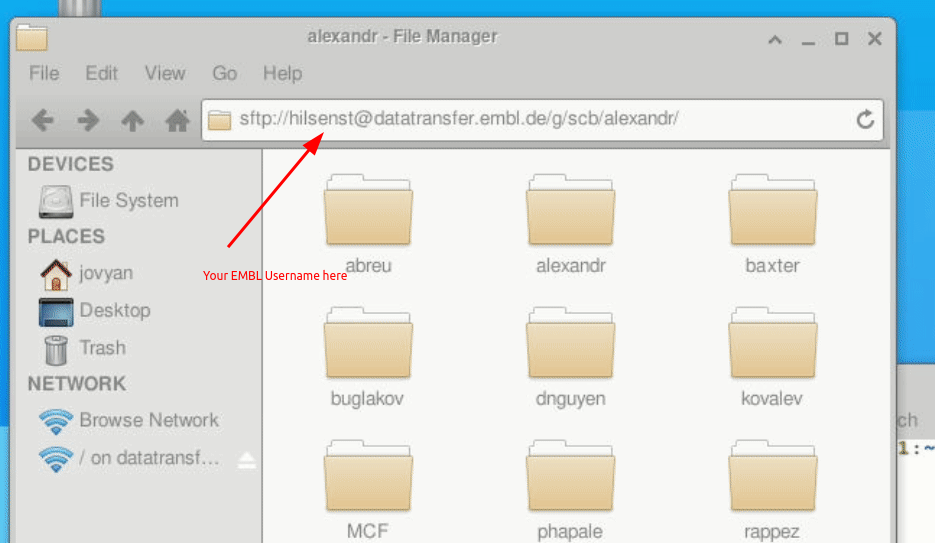 alexandr - File Manager
File Edit View Go Help
sftp://hilsenst@datatransfer.embl.de/g/scb/alexandr/
DEVICES
File System
PLACES
jovyan
Desktop
Trash
NETWORK
Browse Network
/ on datatransf...
Your EMBL Username here
abreu alexandr baxter
buglakov dnguyen kovalev
MCF phapale rappez
ch
1:~